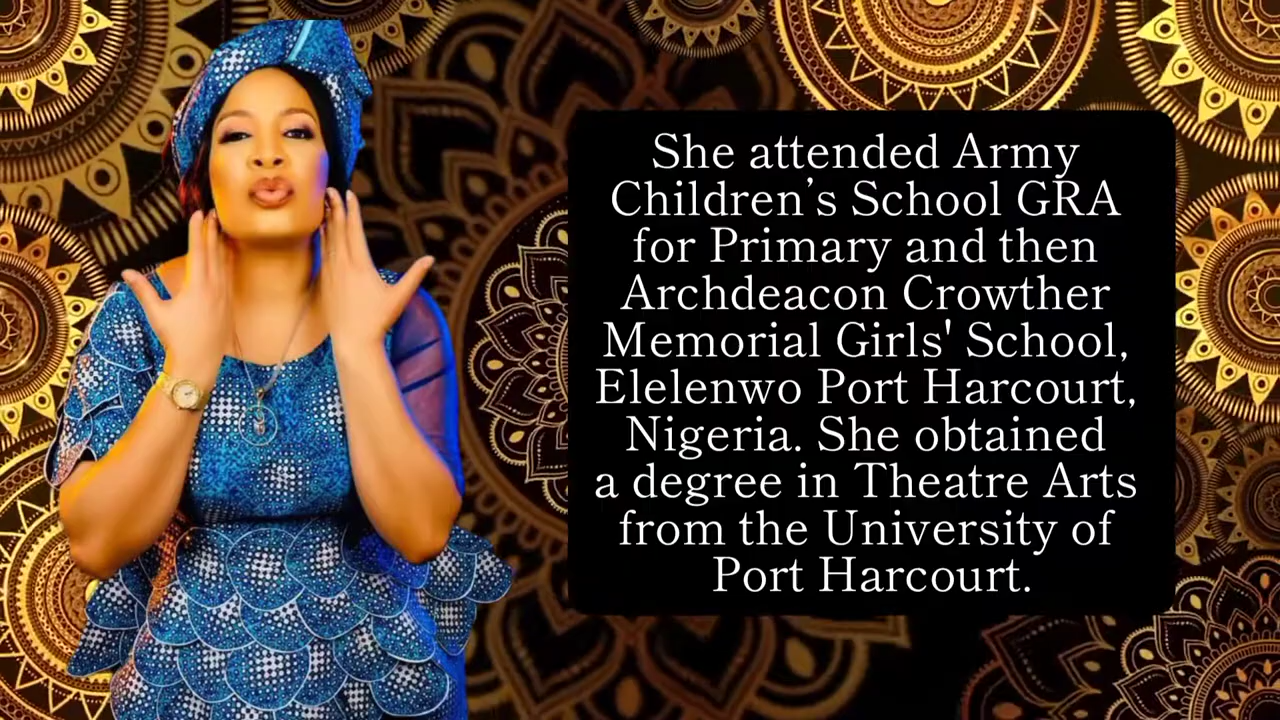 She attended Army
Children’s School GRA
for Primary and then
Archdeacon Crowther
Memorial Girls' School,
Elelenwo Port Harcourt,
Nigeria. She obtained
a degree in Theatre Arts
from the University of
Port Harcourt.